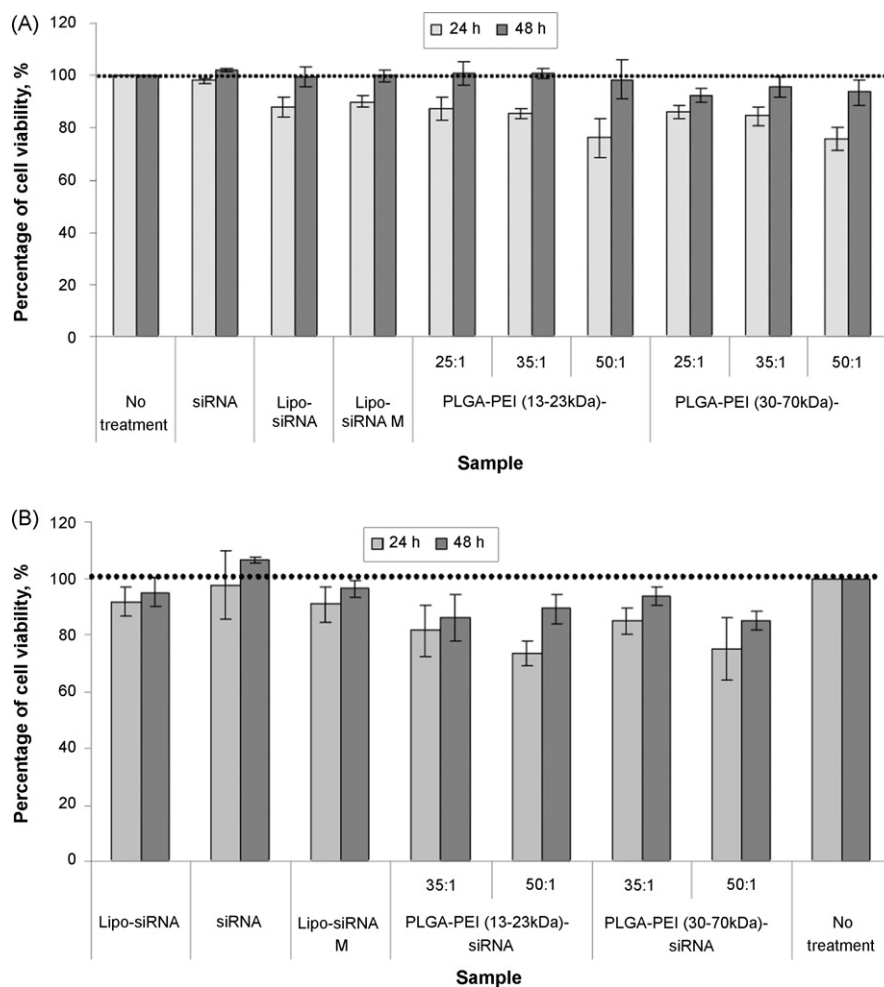 (A)
120
100
80
60
40
20
0
Percentage of cell viability, %
24 h 48 h
25:1 35:1 50:1 25:1 35:1 50:1
No treatment
siRNA
Lipo-
siRNA
Lipo-
siRNA M
PLGA-PEI (13-23kDa)-
PLGA-PEI (30-70kDa)-
Sample
(B)
120
100
80
60
40
20
0
Percentage of cell viability, %
24 h 48 h
35:1 50:1 35:1 50:1
Lipo-siRNA
siRNA
Lipo-siRNA
M
PLGA-PEI (13-23kDa)-
siRNA
PLGA-PEI (30-70kDa)-
siRNA
No
treatment
Sample